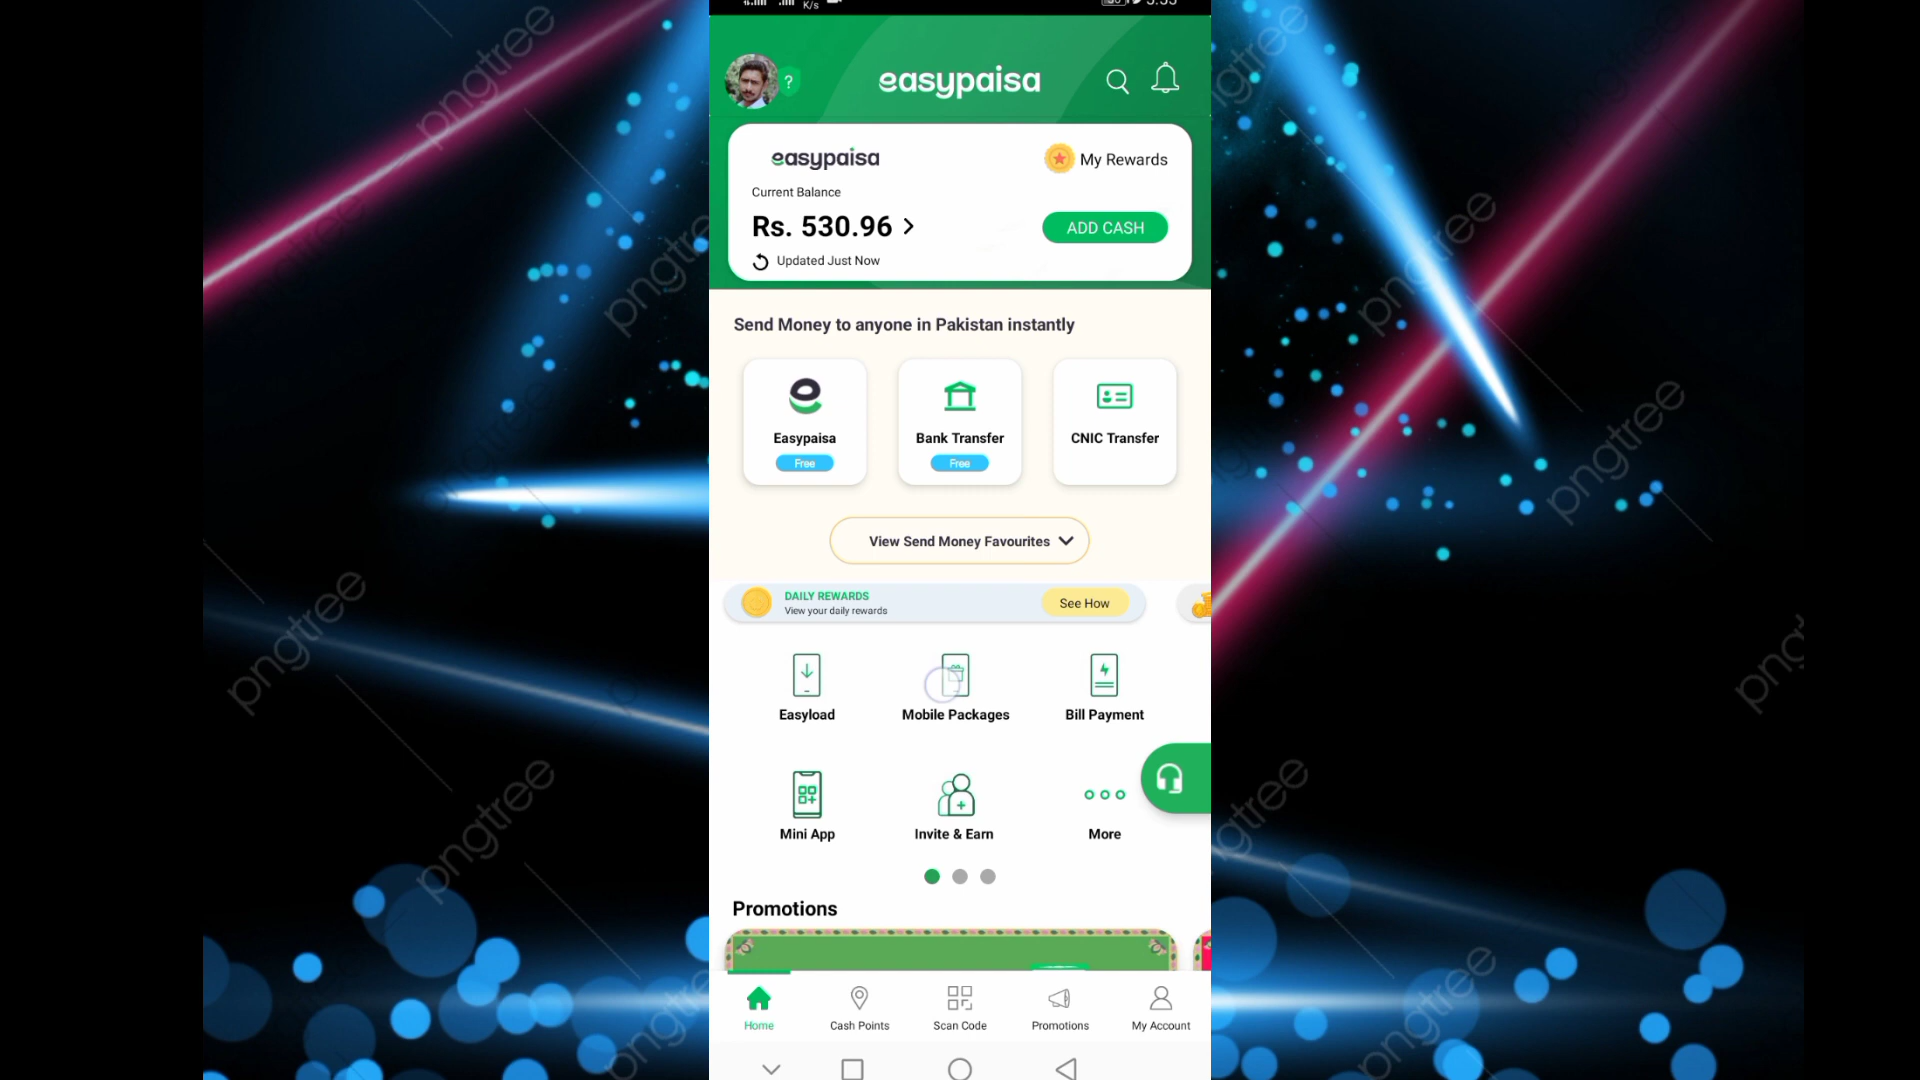 K/s
?
easypaisa
easypaisa
My Rewards
Current Balance
Rs. 530.96
ADD CASH
Updated Just Now
Send Money to anyone in Pakistan instantly
Easypaisa
Bank Transfer
CNIC Transfer
Free
Free
View Send Money Favourites
DAILY REWARDS
View your daily rewards
See How
Easyload
Mobile Packages
Bill Payment
Mini App
Invite & Earn
More
Promotions
Home
Cash Points
Scan Code
Promotions
My Account
pngtree
pngtree
pngtree
pngtree
pngtree
pngtree
pngtree
pngtree